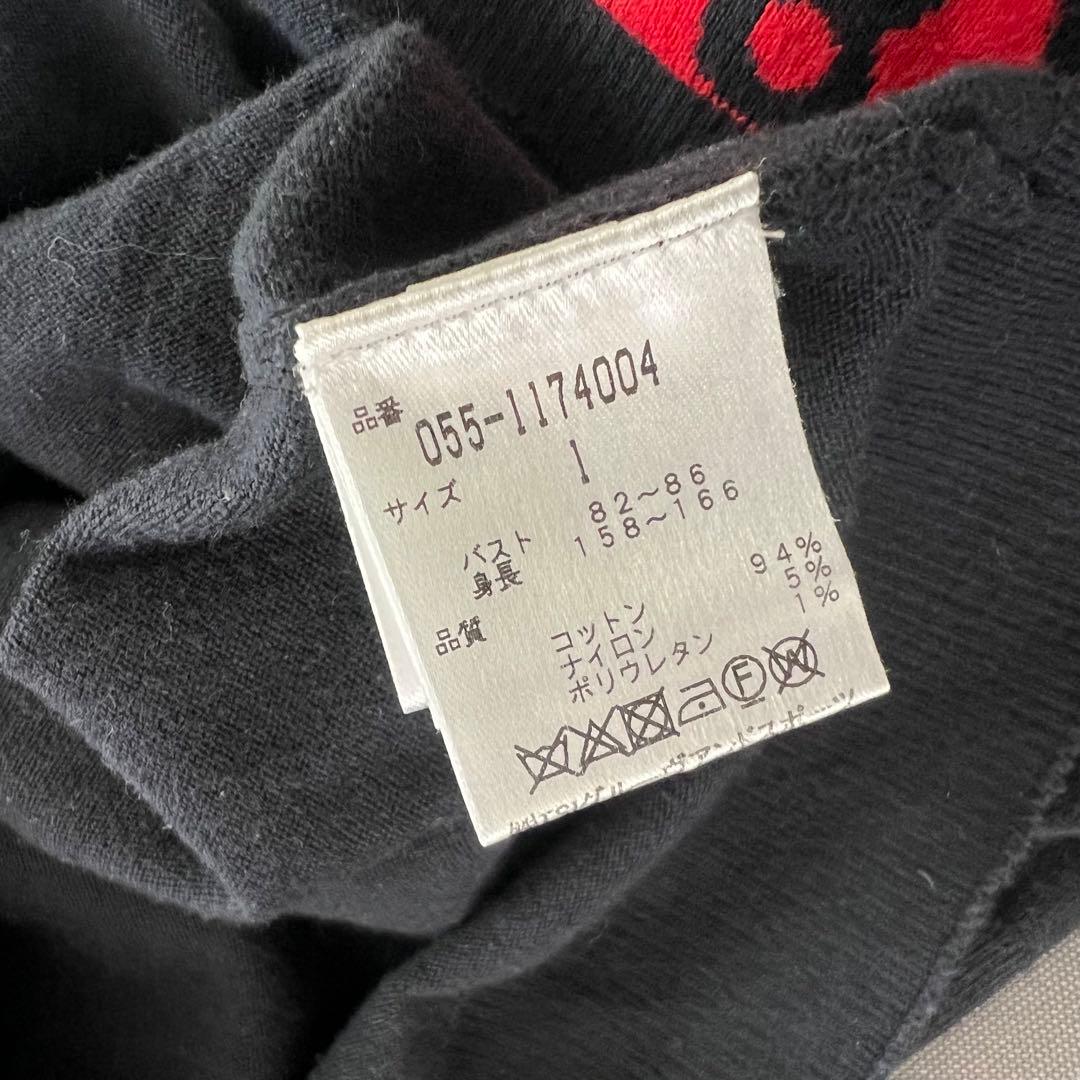 品番 055-1174004
サイズ 1
バスト 82～86
身長 158～166
品質 コットン 94%
ナイロン 5%
ポリウレタン 1%
F W